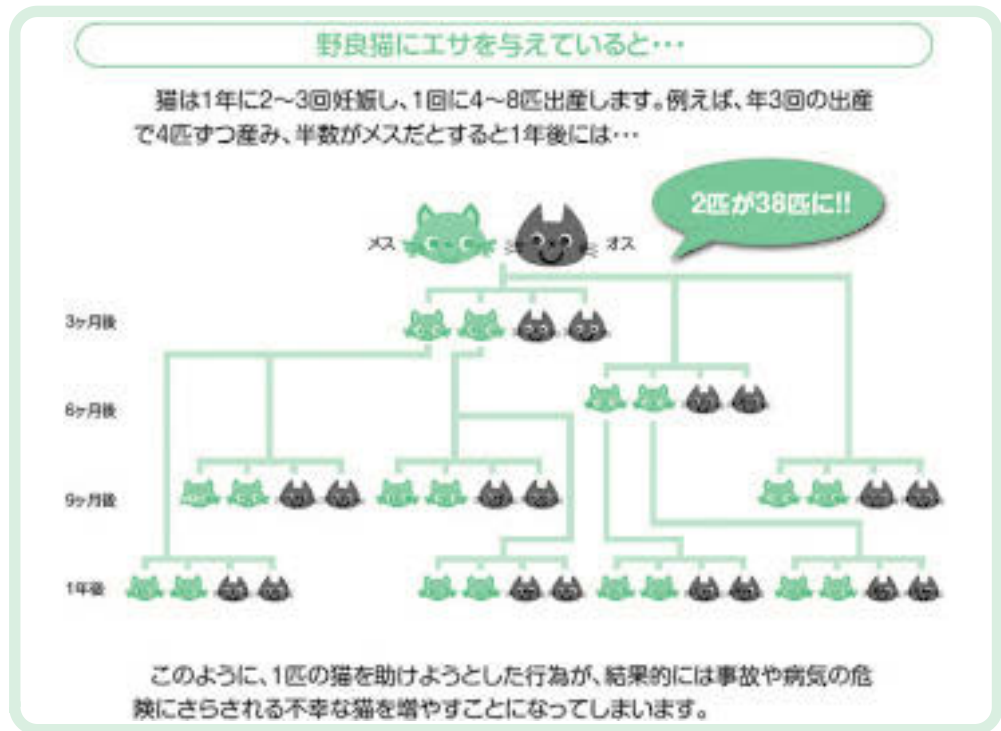 野良猫にエサを与えていると・・・
猫は1年に2〜3回妊娠し、1回に4〜8匹出産します。例えば、年3回の出産
で4匹ずつ産み、半数がメスだとすると1年後には・・・
2匹が38匹に!!
メス
オス
3ヶ月後
6ヶ月後
9ヶ月後
1年後
このように、1匹の猫を助けようとした行為が、結果的には事故や病気の危
険にさらされる不幸な猫を増やすことになってしまいます。